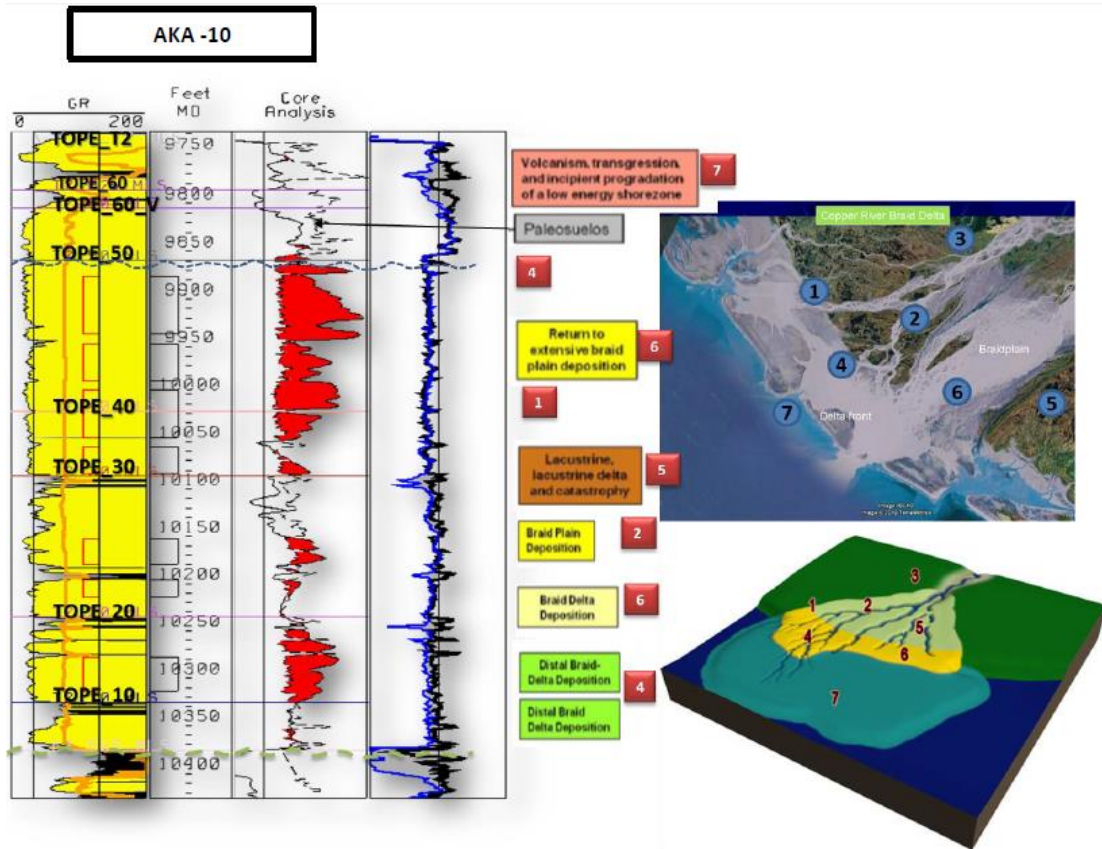 AKA -10
GR
0 200
Feet
MD
Core
Analysis
TOPE_T2
9750
TOPE_60
9800
TOPE_60_V
9850
TOPE_50
9900
9950
10000
TOPE_40
10050
TOPE_30
10100
10150
10200
TOPE_20
10250
10300
TOPE_10
10350
10400
Volcanism, transgression,
and incipient progradation
of a low energy shorezone
7
Paleosuelos
4
Return to
extensive braid
plain deposition
6
1
Lacustrine,
lacustrine delta
and catastrophy
5
Braid Plain
Deposition
2
Braid Delta
Deposition
6
Distal Braid-
Delta Deposition
4
Distal Braid
Delta Deposition
Copper River Braid Delta
3
1
2
Braidplain
4
6
5
7
Delta front
3
1
2
5
4
6
7